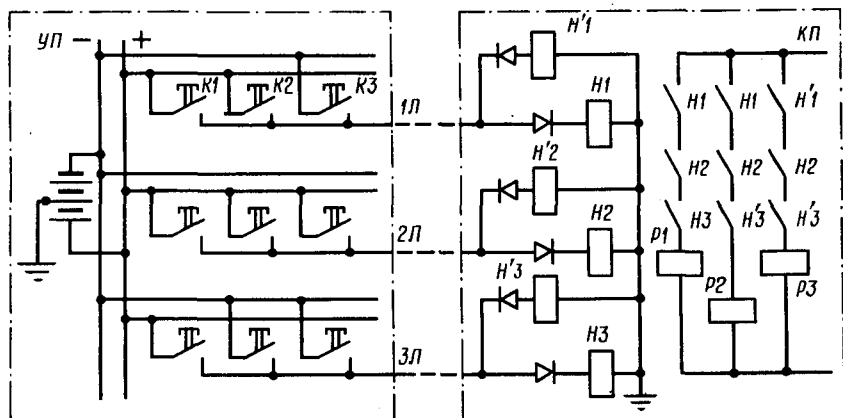 УП − +
К1 К2 К3
1Л
2Л
3Л
Н'1
Н1
Н'2
Н2
Н'3
Н3
КП
Н1 Н1 Н'1
Н2 Н2 Н2
Н3 Н'3 Н'3
Р1
Р2
Р3